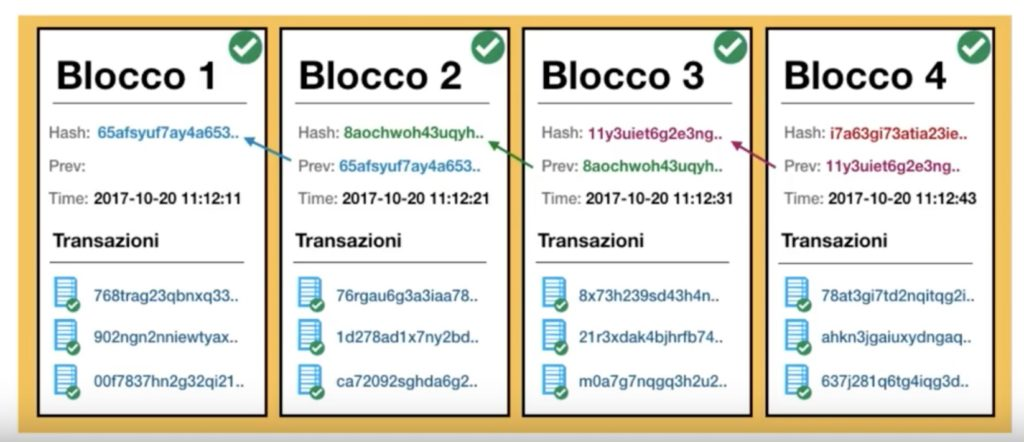 Blocco 1
Hash: 65afsyuf7ay4a653..
Prev:
Time: 2017-10-20 11:12:11
Transazioni
768trag23qbnxq33..
902ngn2nniewtyax..
00f7837hn2g32qi21..
Blocco 2
Hash: 8aochwoh43uqyh..
Prev: 65afsyuf7ay4a653..
Time: 2017-10-20 11:12:21
Transazioni
76rgau6g3a3iaa78..
1d278ad1x7ny2bd..
ca72092sghda6g2..
Blocco 3
Hash: 11y3uiet6g2e3ng..
Prev: 8aochwoh43uqyh..
Time: 2017-10-20 11:12:31
Transazioni
8x73h239sd43h4n..
21r3xdak4bjhrfb74..
m0a7g7nqgq3h2u2..
Blocco 4
Hash: i7a63gi73atia23ie..
Prev: 11y3uiet6g2e3ng..
Time: 2017-10-20 11:12:43
Transazioni
78at3gi7td2nqitqg2i..
ahkn3jgaiuxydngaq..
637j281q6tg4iqg3d..